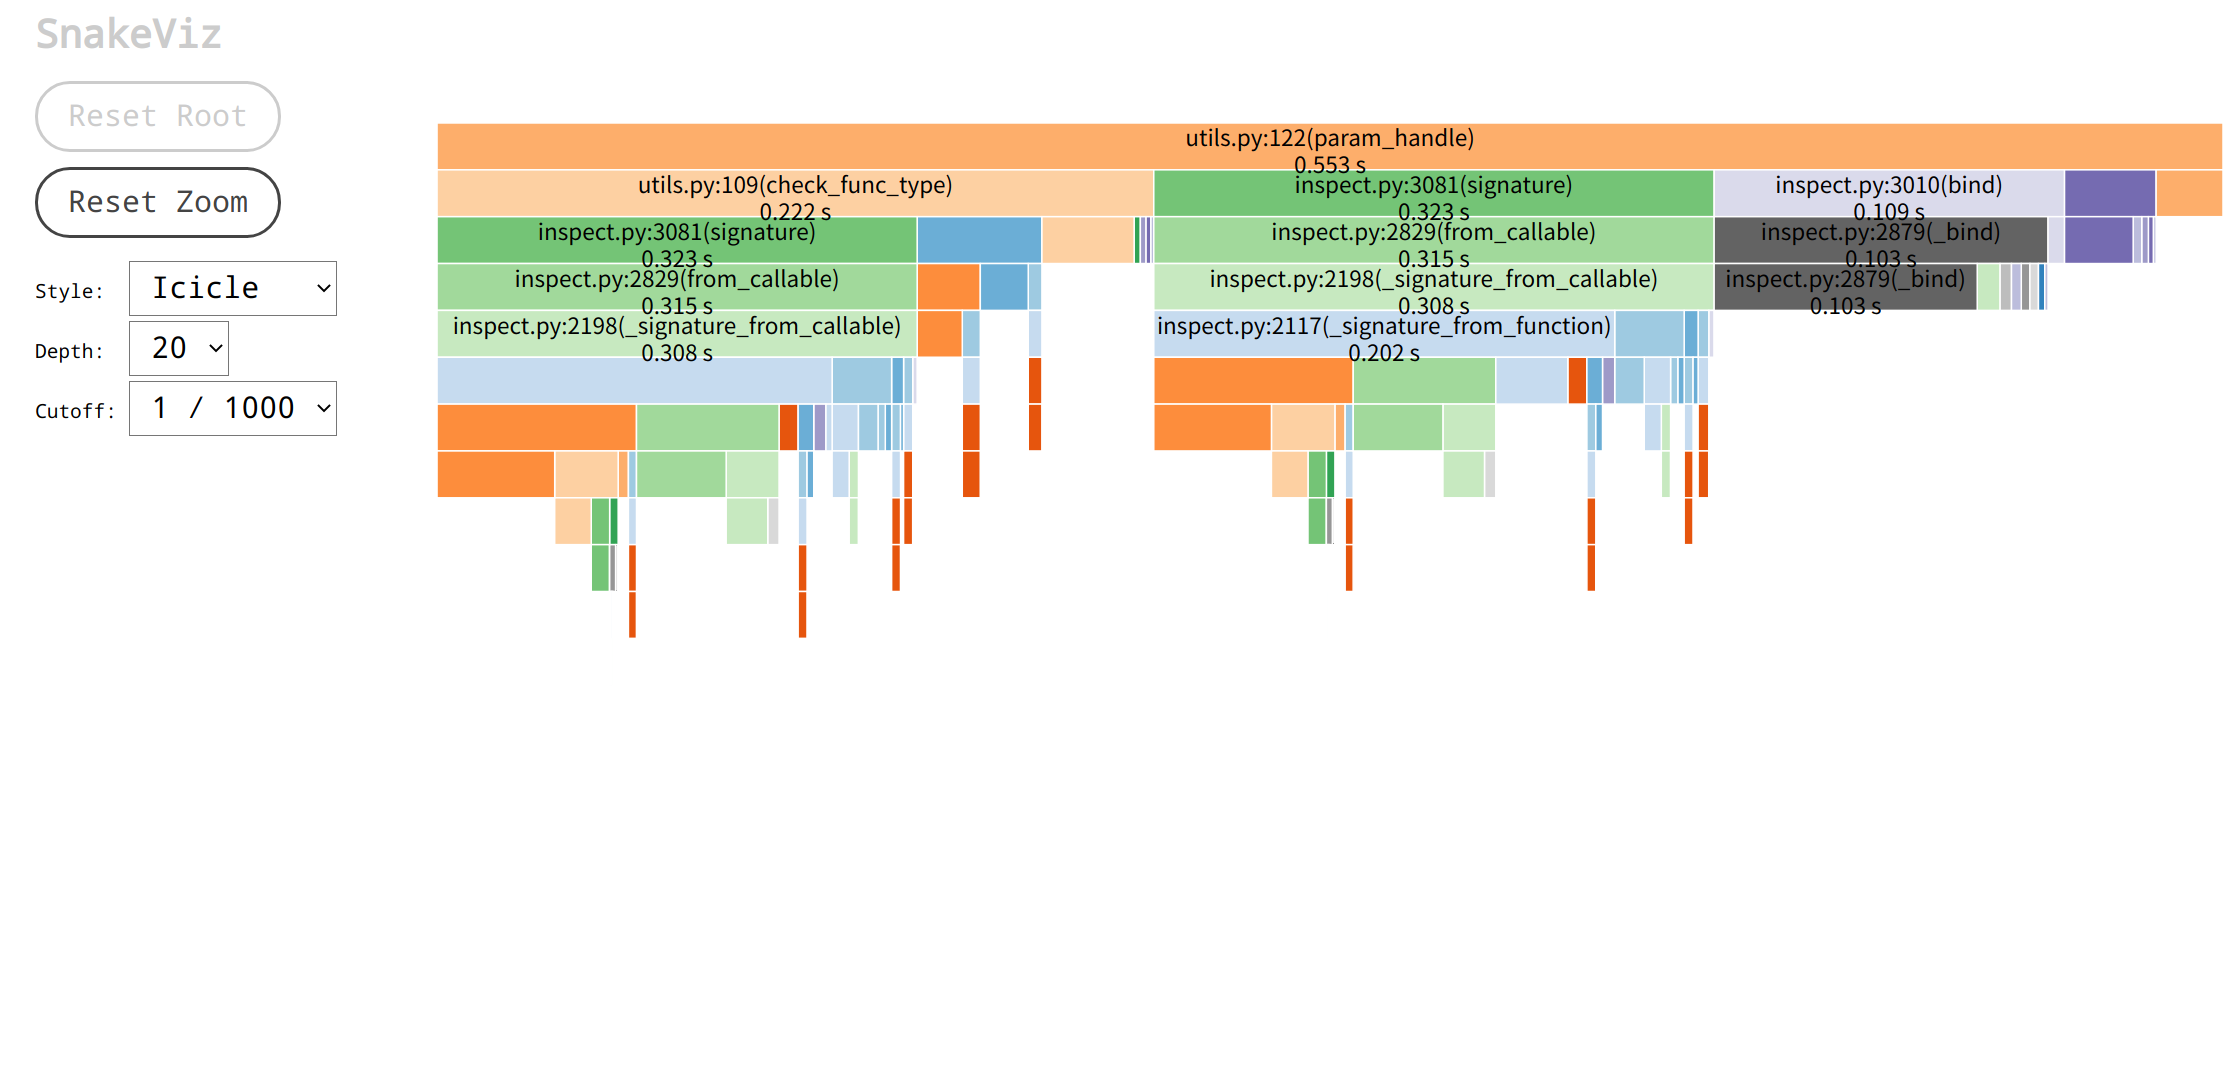 SnakeViz
Reset Root
Reset Zoom
Style: Icicle
Depth: 20
Cutoff: 1 / 1000
utils.py:122(param_handle)
0.553 s
utils.py:109(check_func_type)
0.222 s
inspect.py:3081(signature)
0.323 s
inspect.py:3010(bind)
0.109 s
inspect.py:3081(signature)
0.323 s
inspect.py:2829(from_callable)
0.315 s
inspect.py:2879(_bind)
0.103 s
inspect.py:2829(from_callable)
0.315 s
inspect.py:2198(_signature_from_callable)
0.308 s
inspect.py:2879(_bind)
0.103 s
inspect.py:2198(_signature_from_callable)
0.308 s
inspect.py:2117(_signature_from_function)
0.202 s